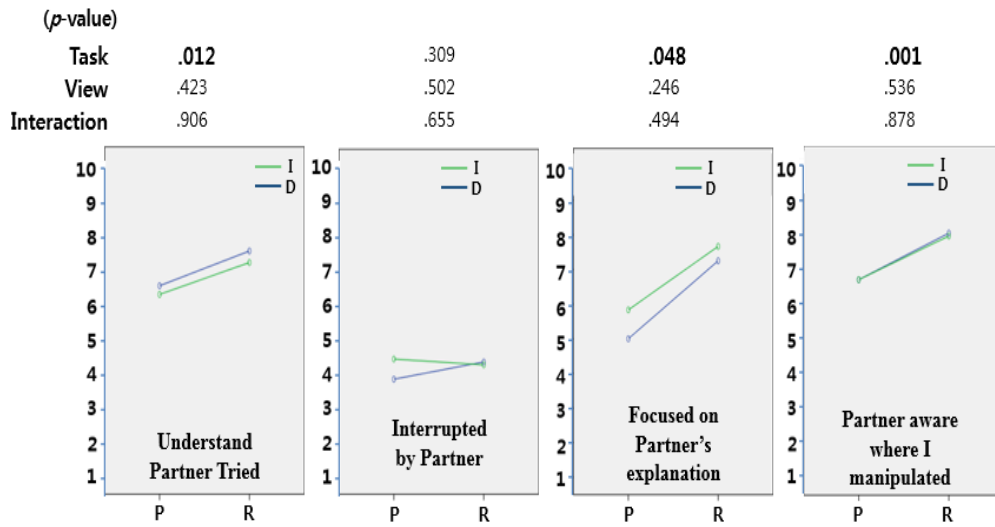 (p-value)
Task .012 .309 .048 .001
View .423 .502 .246 .536
Interaction .906 .655 .494 .878
10 9 8 7 6 5 4 3 2 1
I
D
Understand
Partner Tried
P R
10 9 8 7 6 5 4 3 2 1
I
D
Interrupted
by Partner
P R
10 9 8 7 6 5 4 3 2 1
I
D
Focused on
Partner's
explanation
P R
10 9 8 7 6 5 4 3 2 1
I
D
Partner aware
where I
manipulated
P R